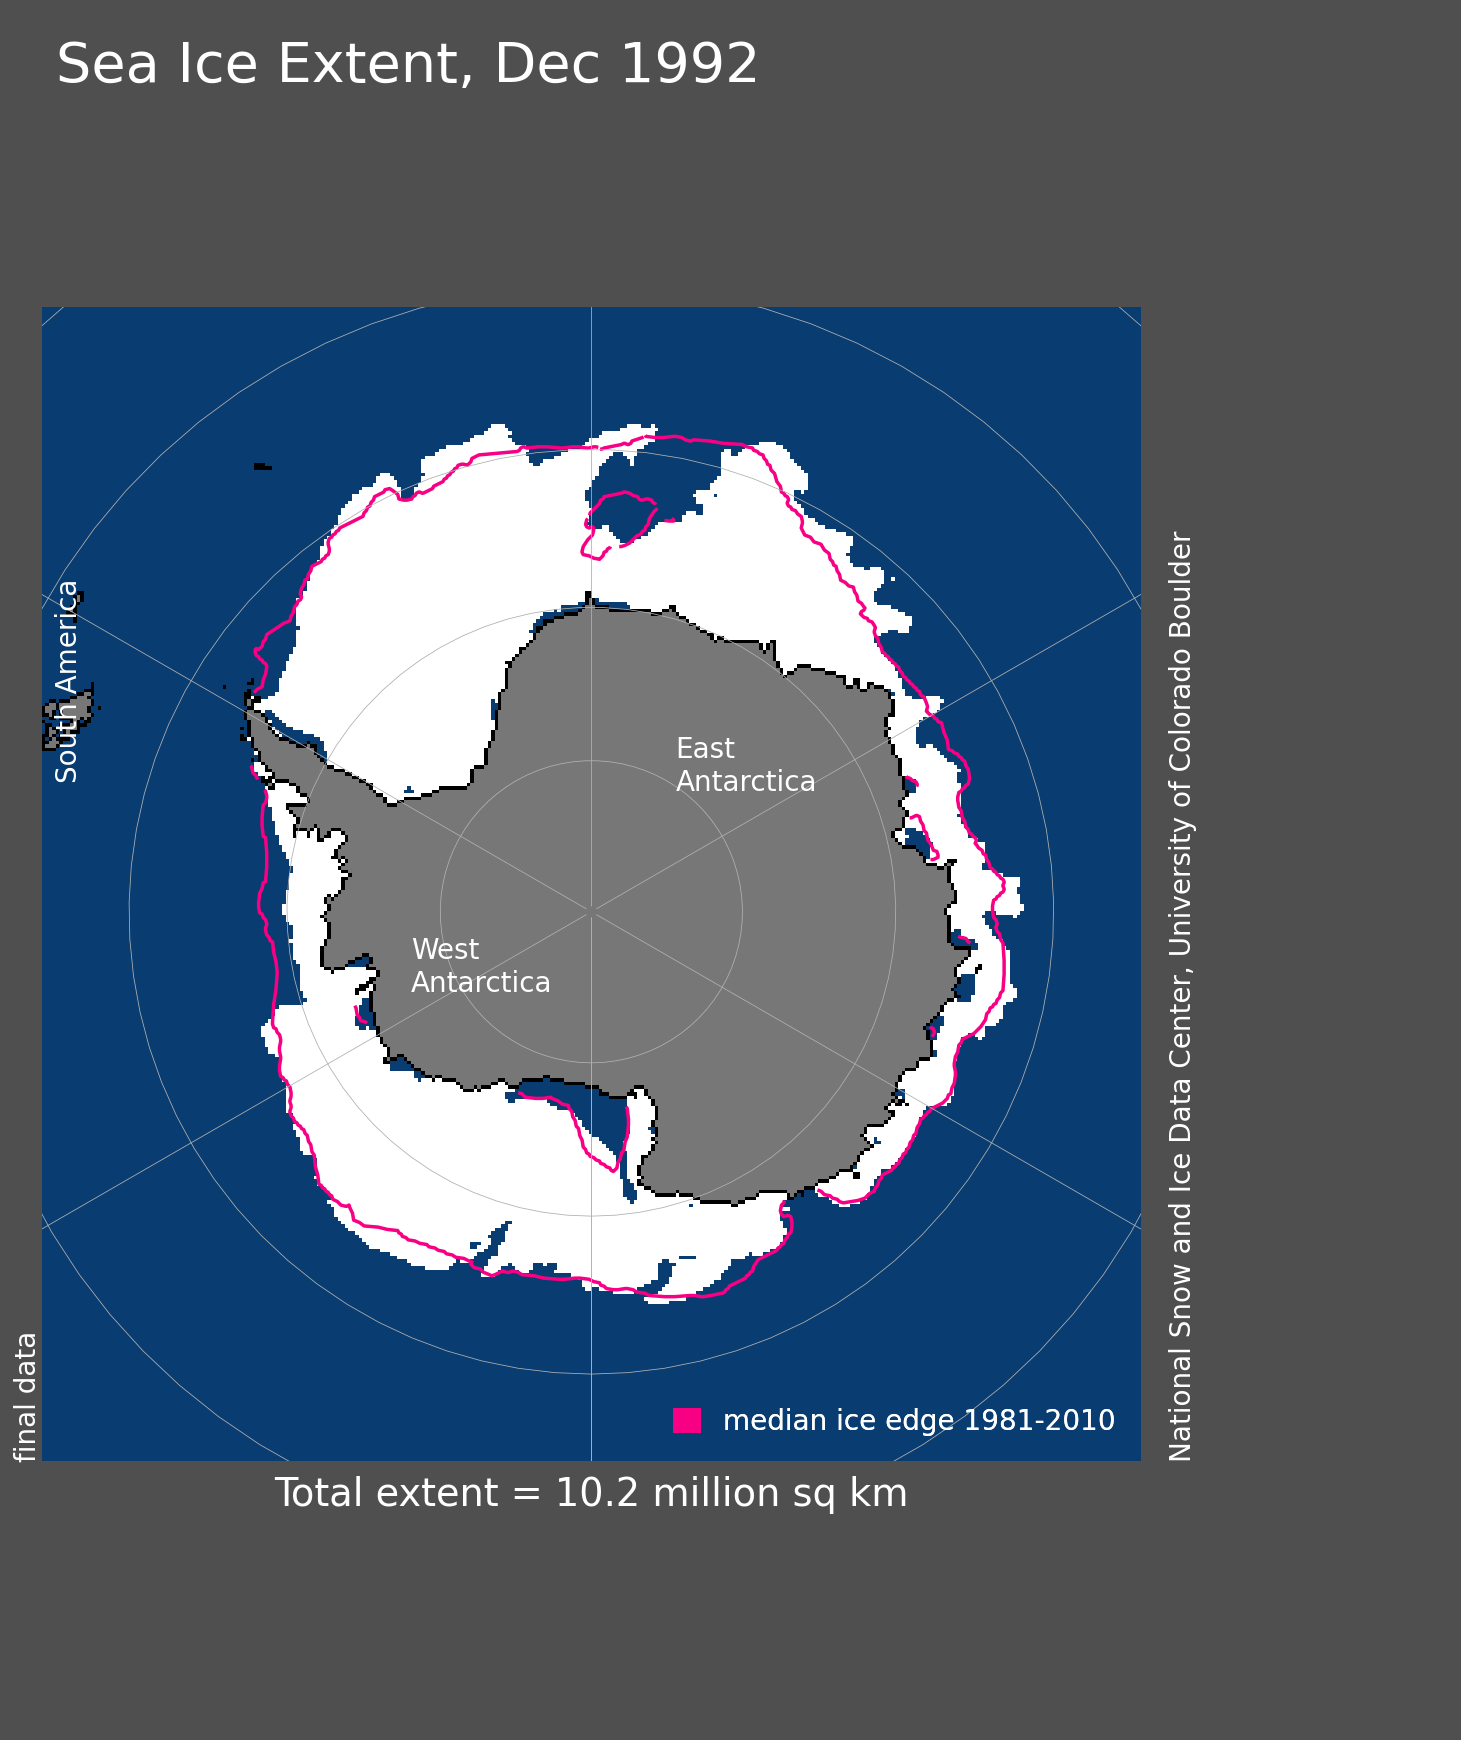 Sea Ice Extent, Dec 1992
South America
East
Antarctica
West
Antarctica
National Snow and Ice Data Center, University of Colorado Boulder
final data
median ice edge 1981-2010
Total extent = 10.2 million sq km